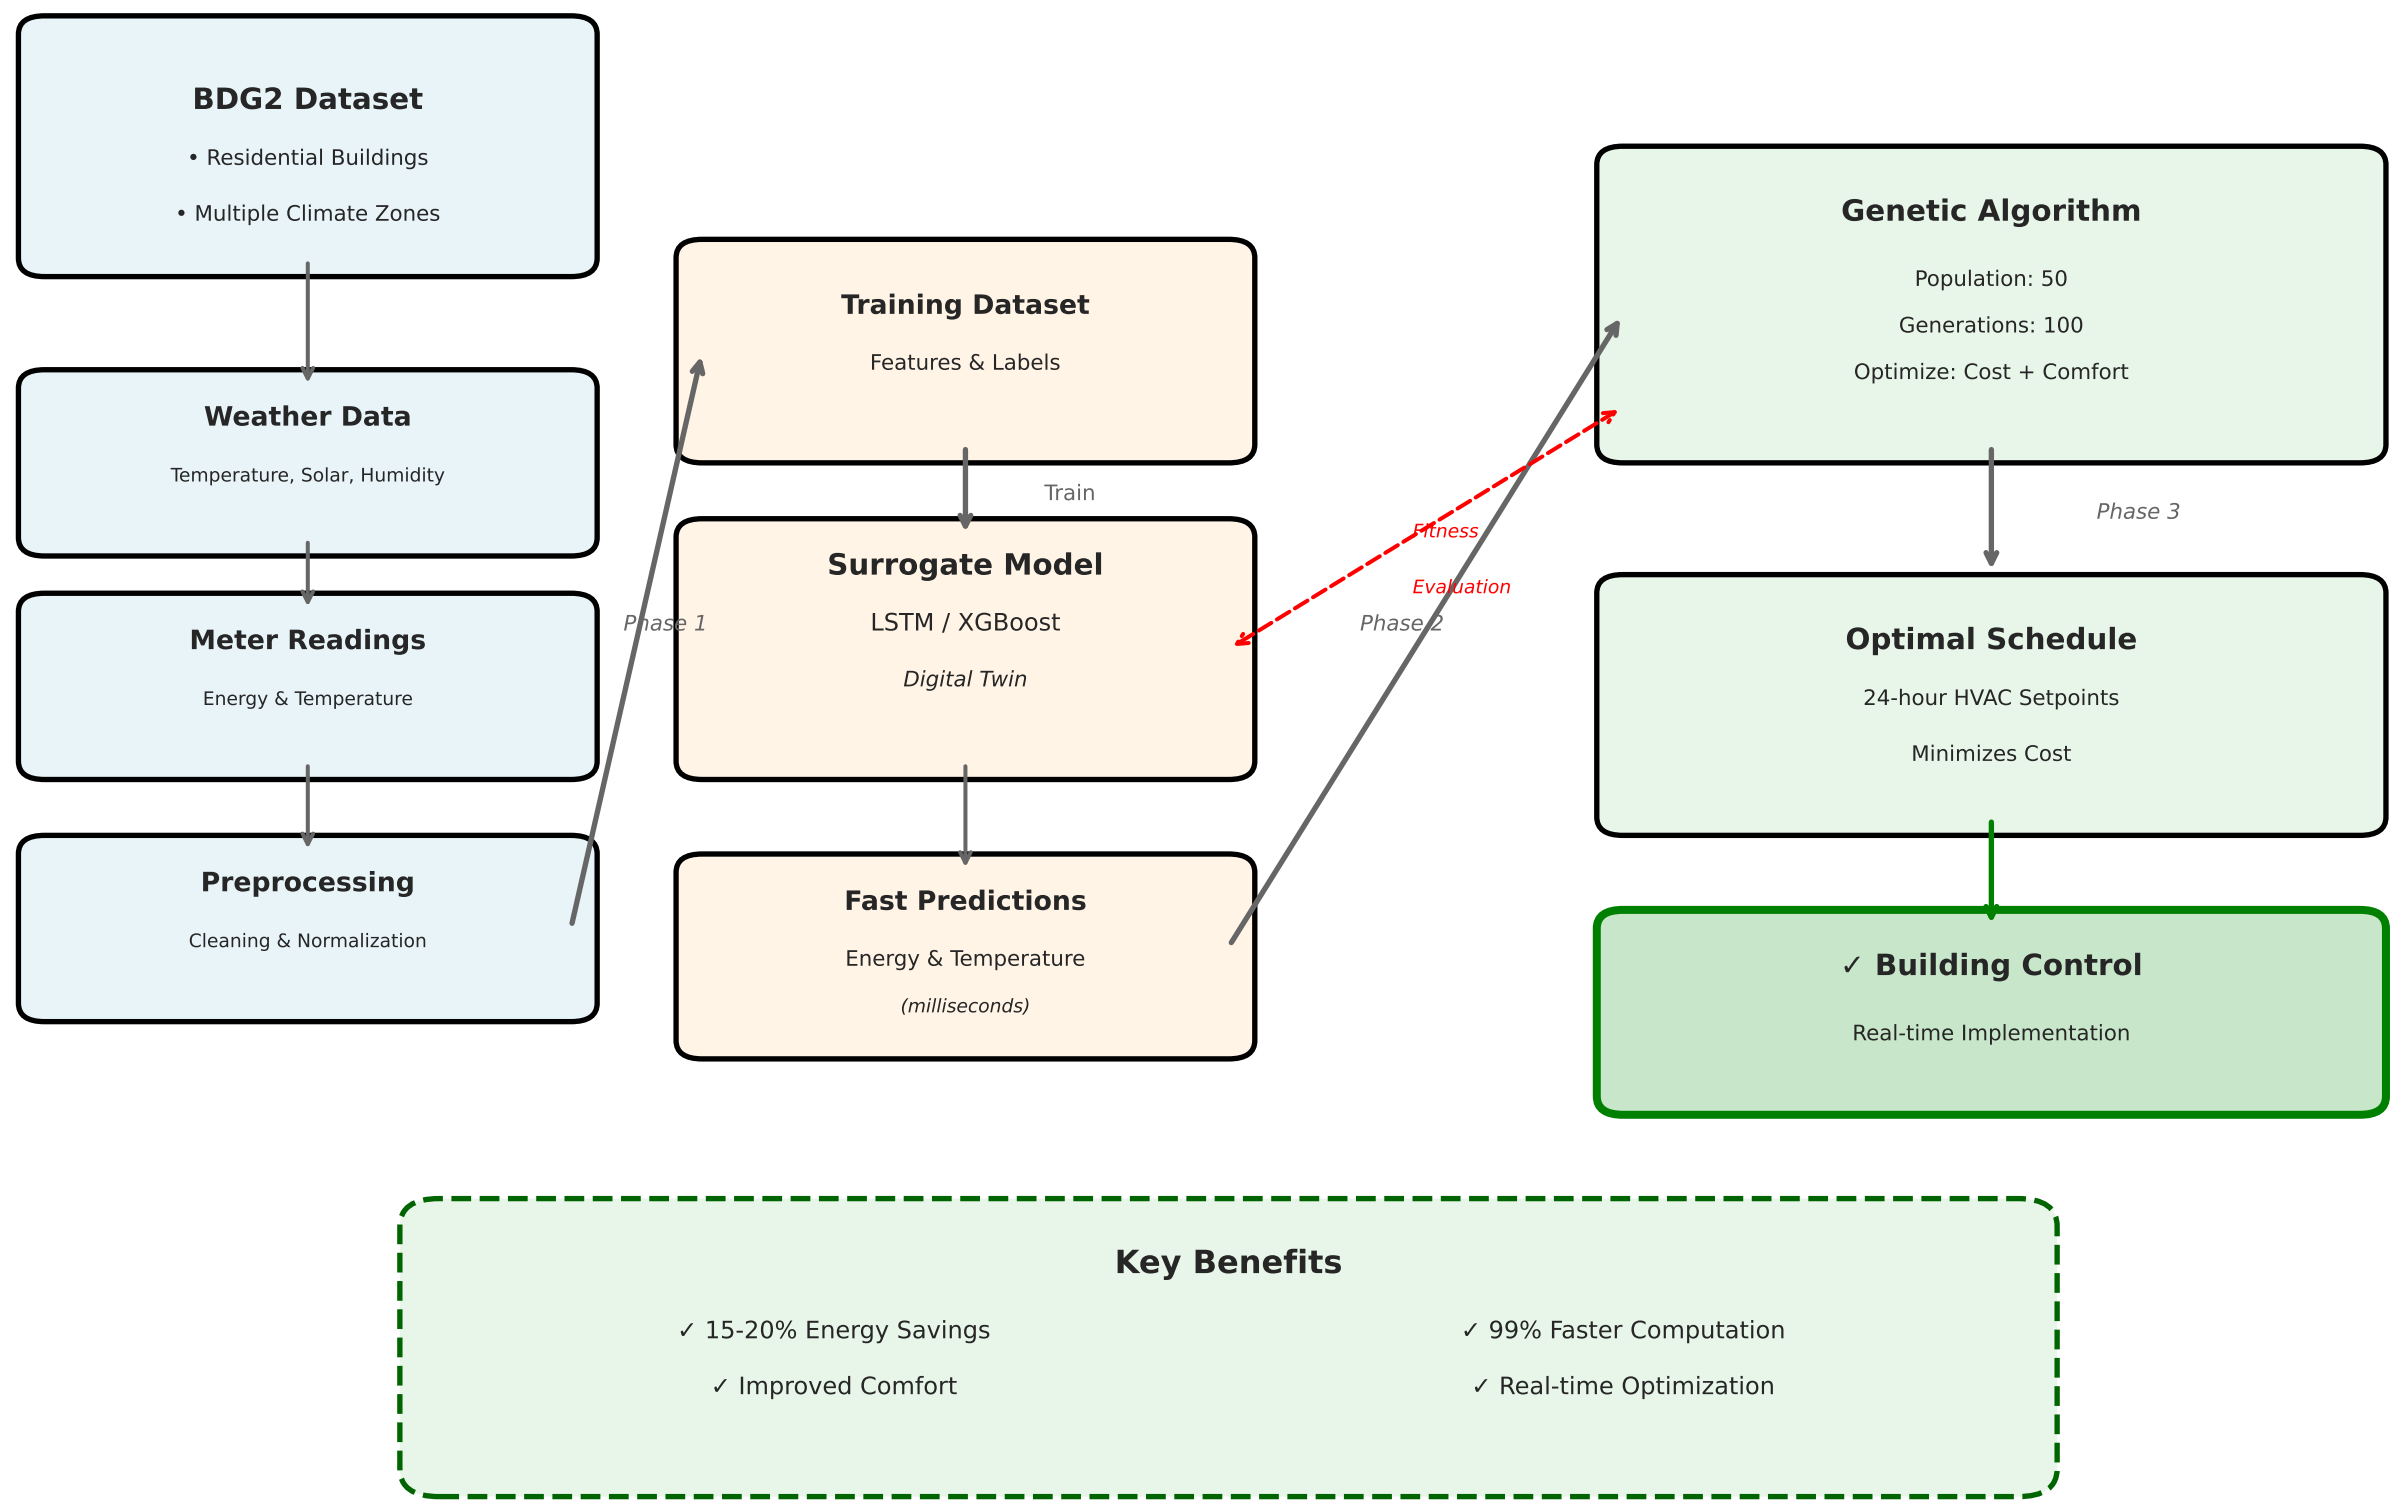 BDG2 Dataset
• Residential Buildings
• Multiple Climate Zones
Weather Data
Temperature, Solar, Humidity
Meter Readings
Energy & Temperature
Preprocessing
Cleaning & Normalization
Phase 1
Training Dataset
Features & Labels
Train
Surrogate Model
LSTM / XGBoost
Digital Twin
Fast Predictions
Energy & Temperature
(milliseconds)
Fitness
Evaluation
Phase 2
Genetic Algorithm
Population: 50
Generations: 100
Optimize: Cost + Comfort
Phase 3
Optimal Schedule
24-hour HVAC Setpoints
Minimizes Cost
✓ Building Control
Real-time Implementation
Key Benefits
✓ 15-20% Energy Savings
✓ Improved Comfort
✓ 99% Faster Computation
✓ Real-time Optimization